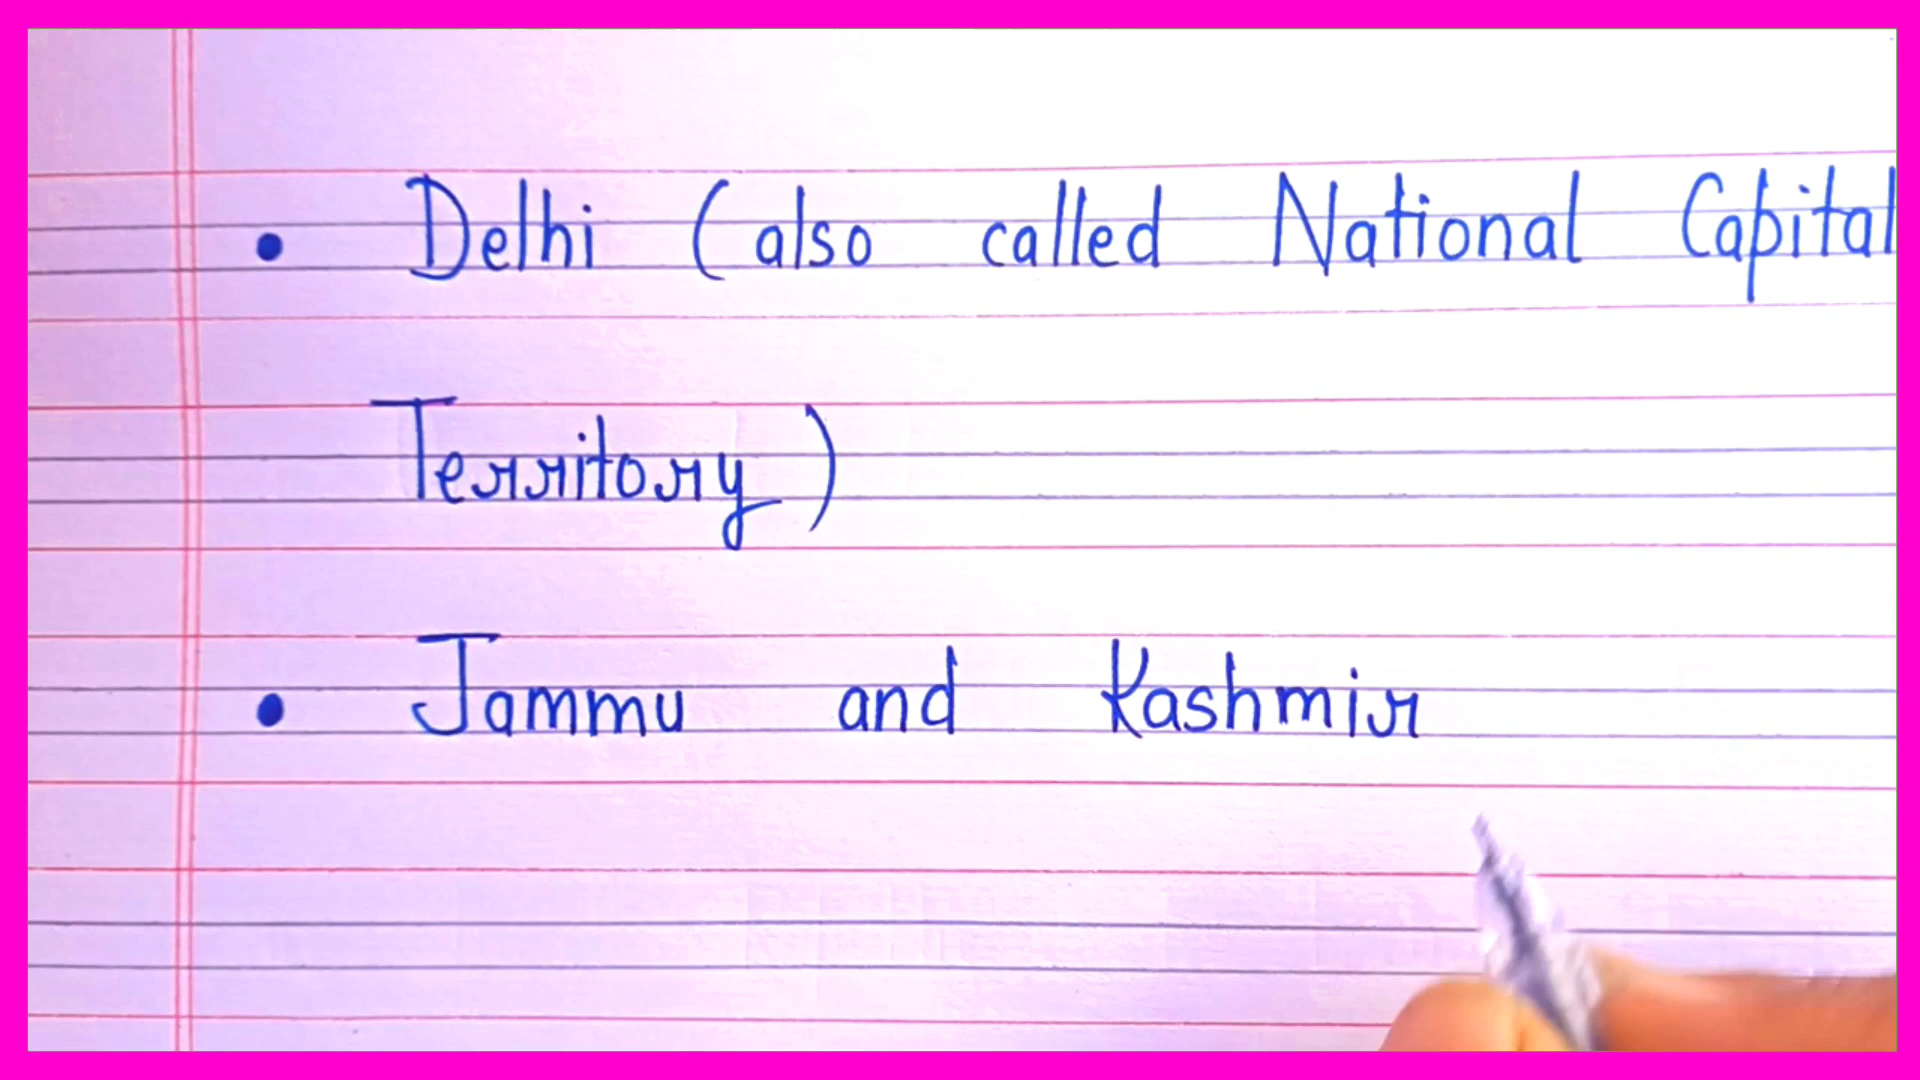 • Delhi (also called National Capital
Territory)
• Jammu and Kashmir